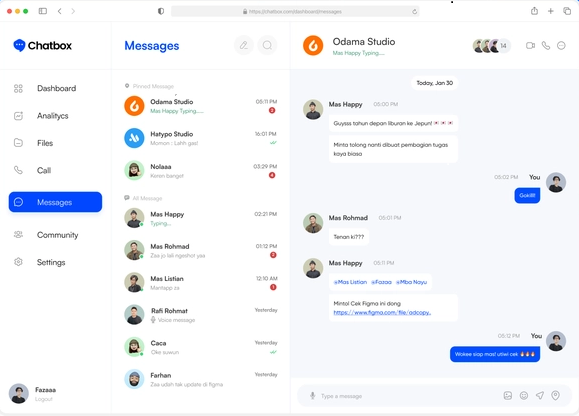 https://chatbox.com/dashboard/messages
Chatbox
Dashboard
Analitycs
Files
Call
Messages
Community
Settings
Fazaaa
Logout
Messages
Pinned Message
Odama Studio
05:11 PM
Mas Happy Typing.....
2
Hatypo Studio
16:01 PM
Momon : Lahh gas!
Nolaaa
03:29 PM
Keren banget
4
All Message
Mas Happy
02:21 PM
Typing...
Mas Rohmad
01:12 PM
Zaa jo lali ngeshot yaa
2
Mas Listian
12:10 AM
Mantapp za
1
Rafi Rohmat
Yesterday
Voice message
Caca
Yesterday
Oke suwun
Farhan
Yesterday
Zaa udah tak update di figma
Odama Studio
Mas Happy Typing....
14
Today, Jan 30
Mas Happy
05:00 PM
Guysss tahun depan liburan ke Jepun!
Minta tolong nanti dibuat pembagian tugas
kaya biasa
05:02 PM
You
Gokilll!
Mas Rohmad
05:01 PM
Tenan ki???
Mas Happy
05:11 PM
@Mas Listian @Fazaa @Mba Nayu
Mintol Cek Figma ini dong
https://www.figma.com/file/adcopy..
05:12 PM
You
Wokee siap mas! utiwi cek
Type a message